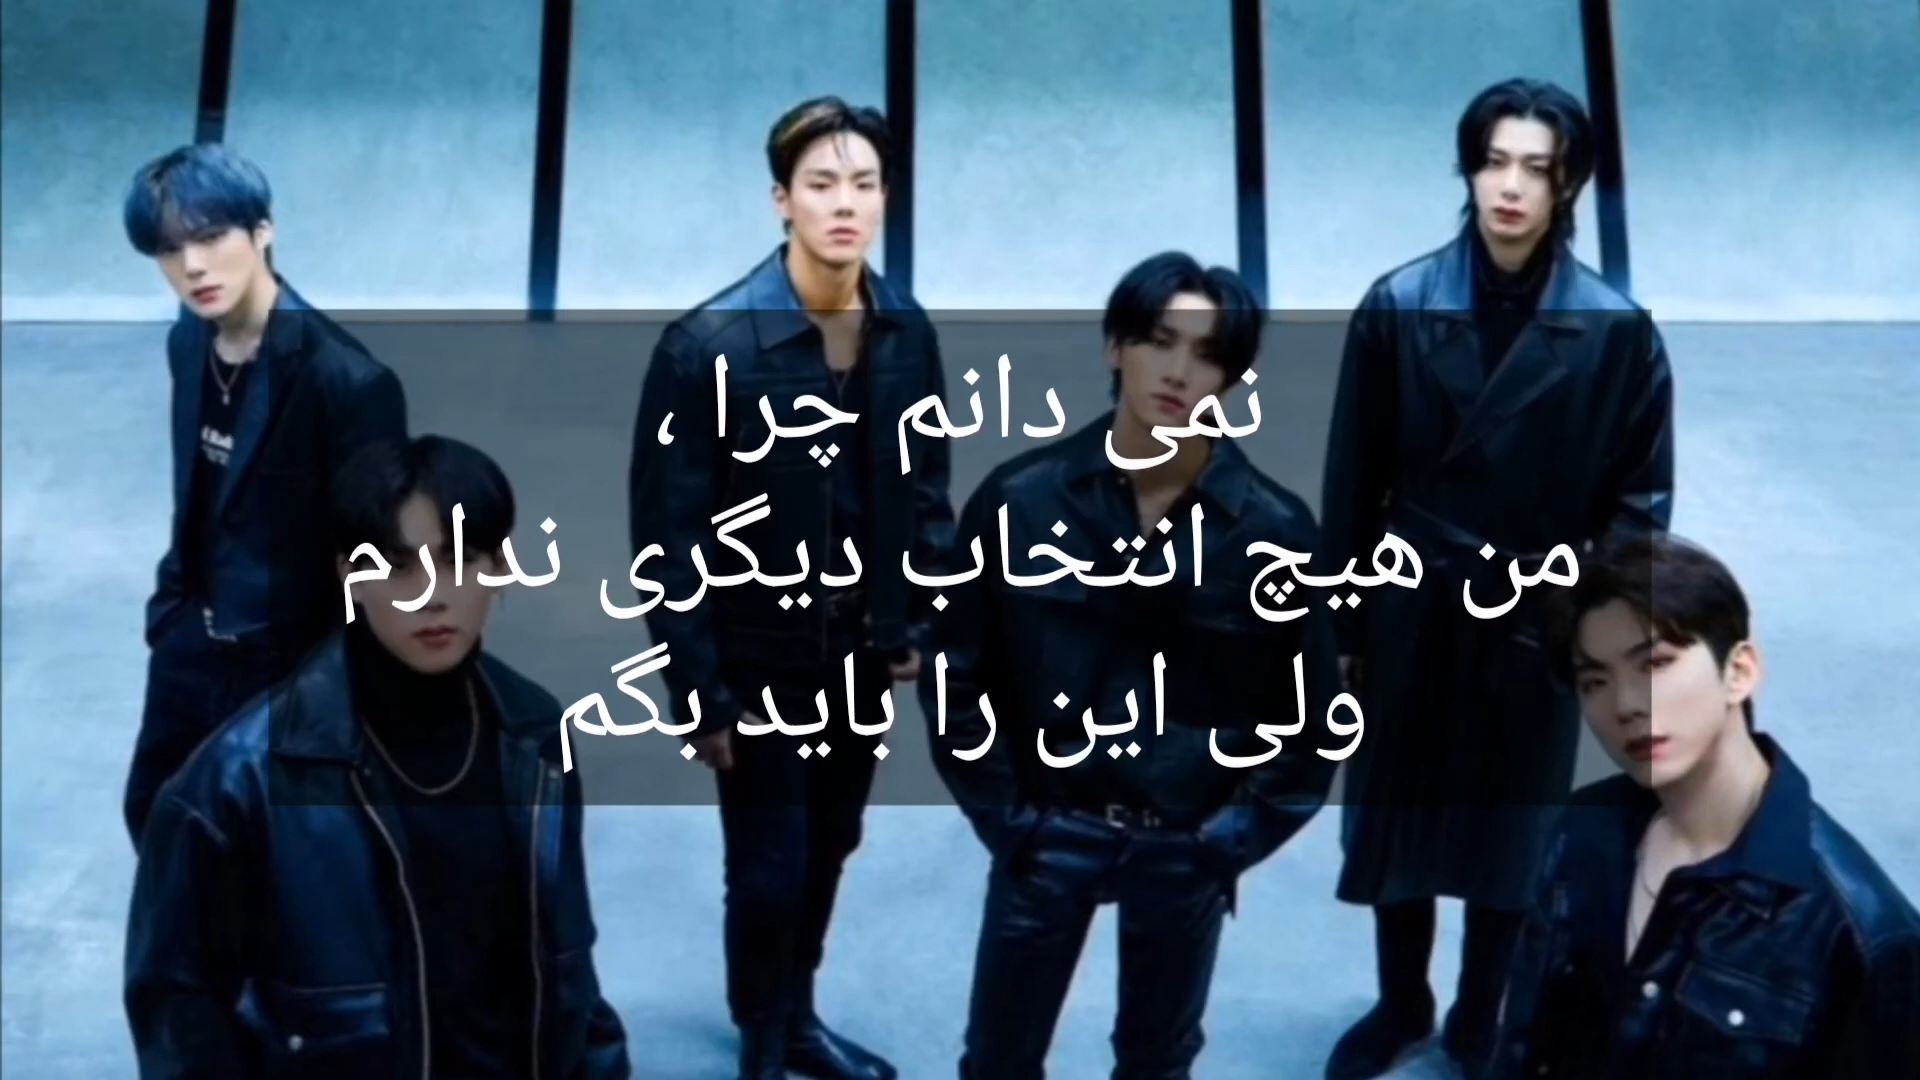 نمی دانم چرا ،
من هیچ انتخاب دیگری ندارم
ولی این را باید بگم